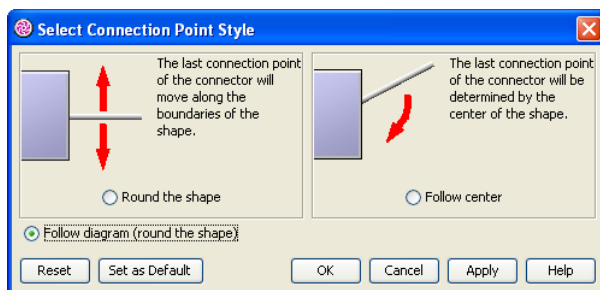 Select Connection Point Style
The last connection point
of the connector will
move along the
boundaries of the
shape.
Round the shape
The last connection point
of the connector will be
determined by the
center of the shape.
Follow center
Follow diagram (round the shape)
Reset Set as Default OK Cancel Apply Help